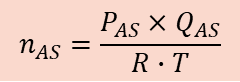 n_AS = (P_AS × Q_AS) / (R · T)